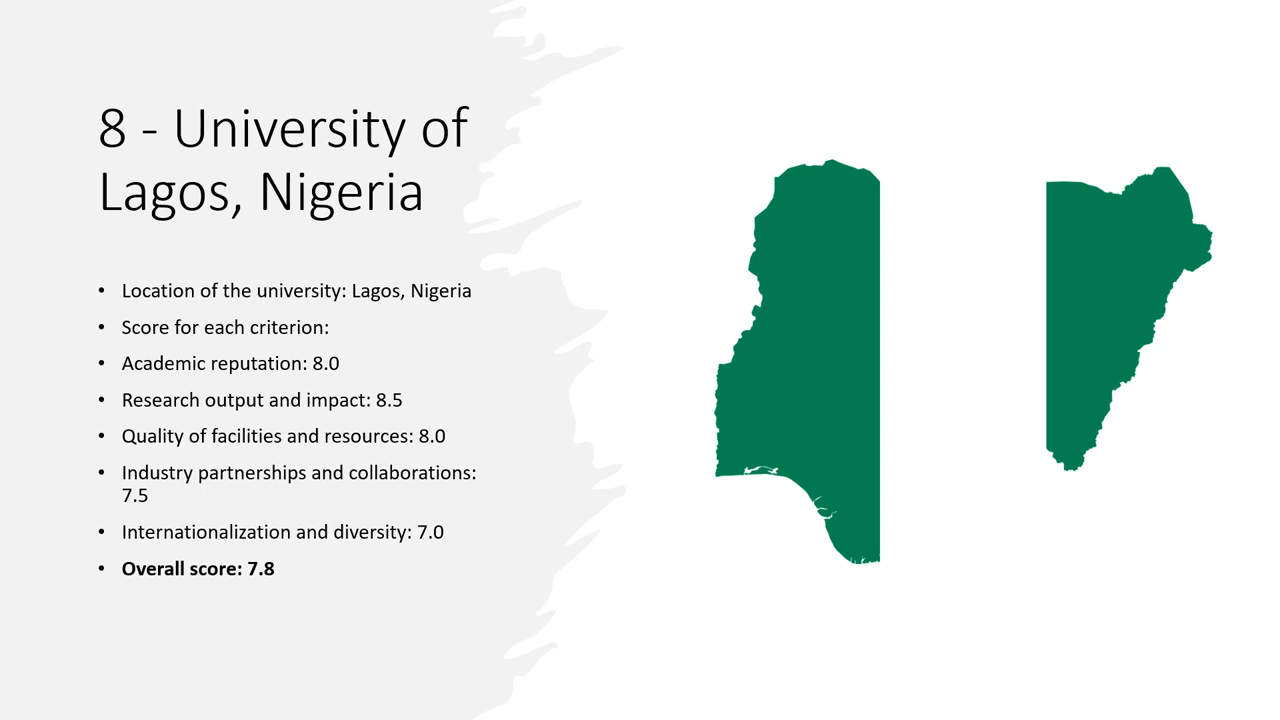 8 - University of
Lagos, Nigeria
• Location of the university: Lagos, Nigeria
• Score for each criterion:
• Academic reputation: 8.0
• Research output and impact: 8.5
• Quality of facilities and resources: 8.0
• Industry partnerships and collaborations:
7.5
• Internationalization and diversity: 7.0
• Overall score: 7.8